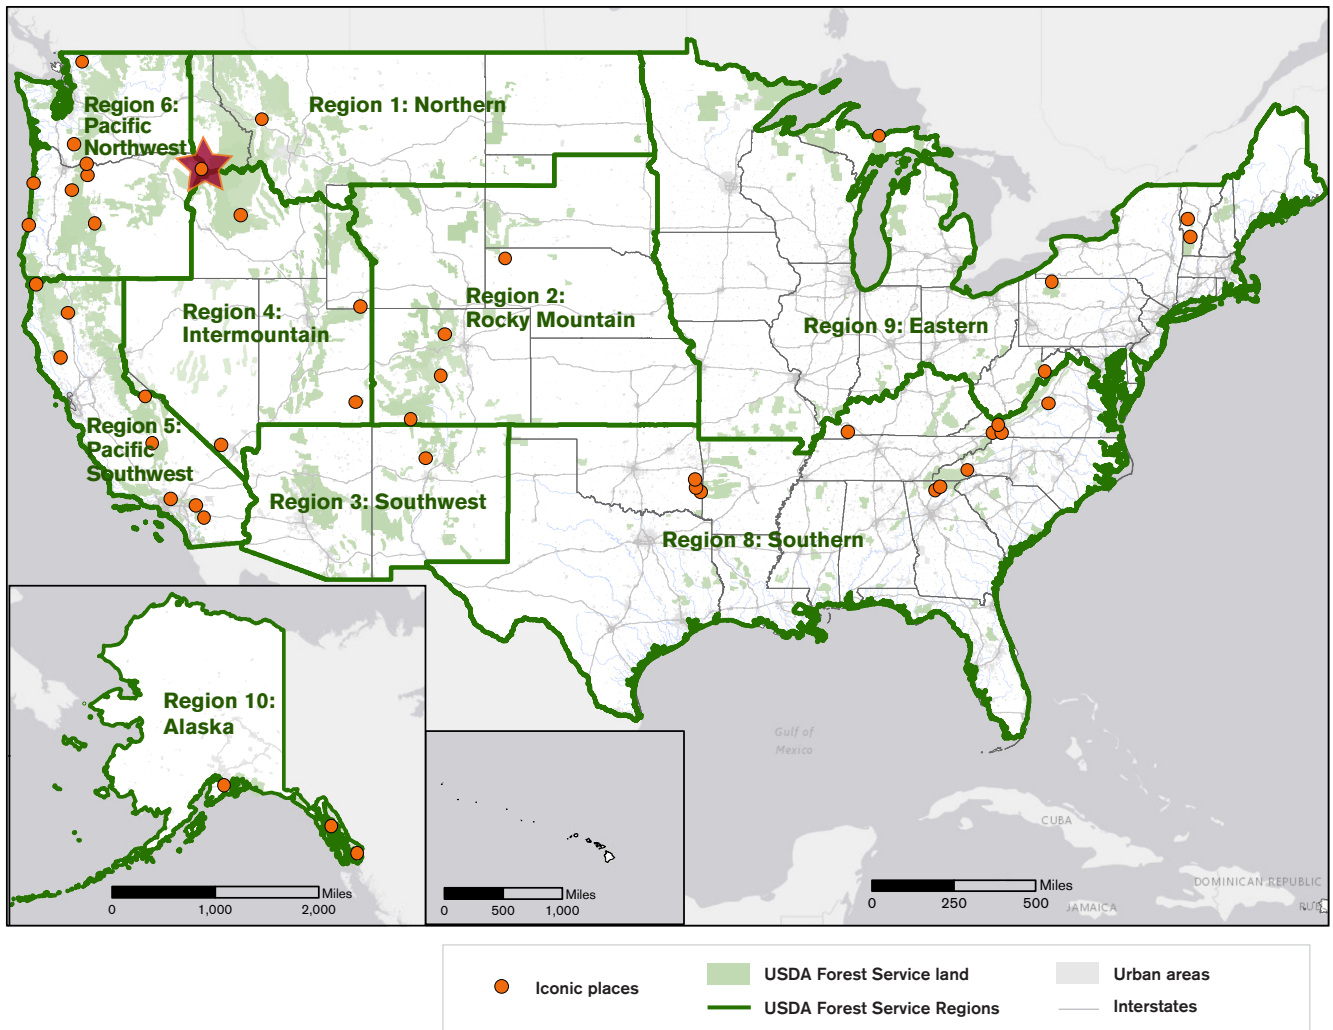 Region 6:
Pacific
Northwest
Region 1: Northern
Region 4:
Intermountain
Region 2:
Rocky Mountain
Region 9: Eastern
Region 5:
Pacific
Southwest
Region 3: Southwest
Region 8: Southern
Region 10:
Alaska
Gulf of
Mexico
CUBA
DOMINICAN REPUBLIC
JAMAICA
Miles
0 1,000 2,000
Miles
0 500 1,000
Miles
0 250 500
Iconic places
USDA Forest Service land
USDA Forest Service Regions
Urban areas
Interstates